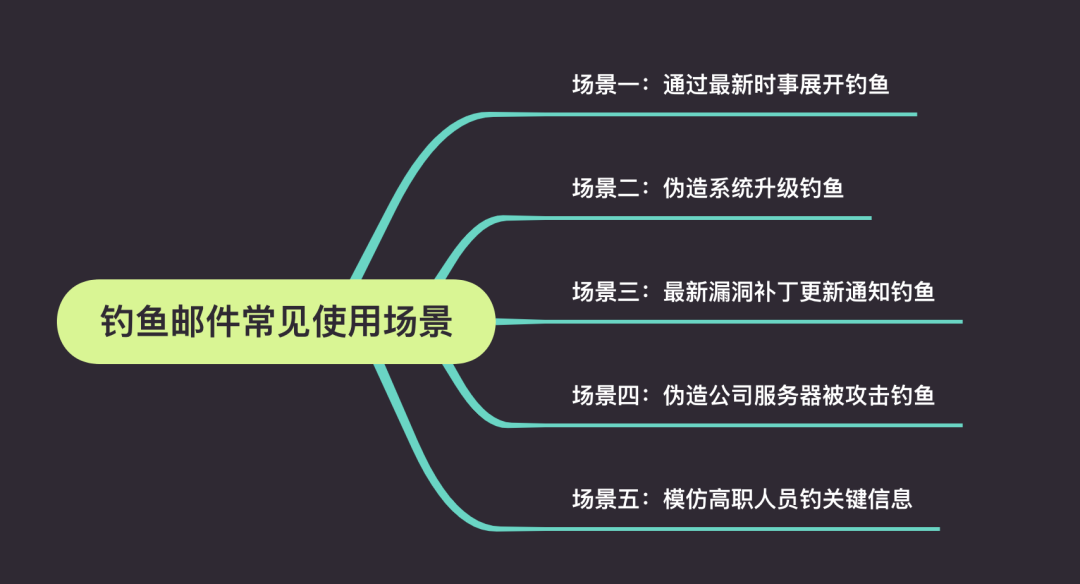 场景一：通过最新时事展开钓鱼
场景二：伪造系统升级钓鱼
场景三：最新漏洞补丁更新通知钓鱼
钓鱼邮件常见使用场景
场景四：伪造公司服务器被攻击钓鱼
场景五：模仿高职人员钓关键信息